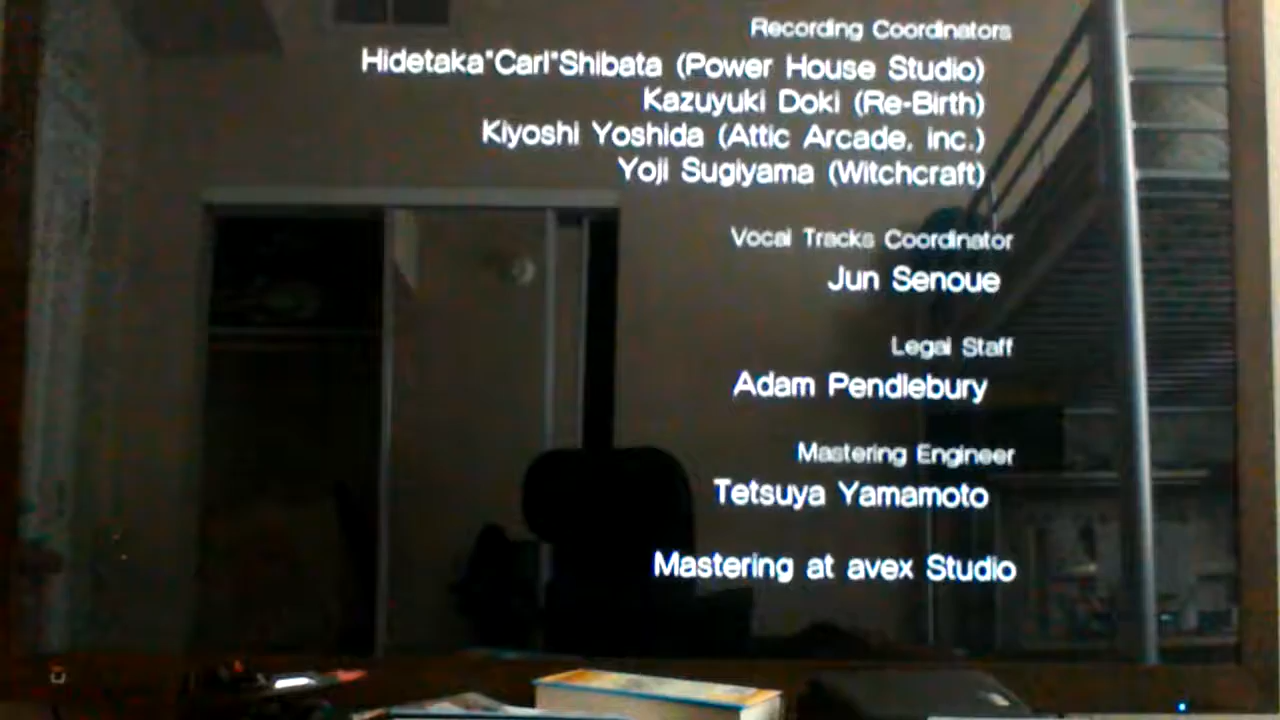 Recording Coordinators
Hidetaka"Carl"Shibata (Power House Studio)
Kazuyuki Doki (Re-Birth)
Kiyoshi Yoshida (Attic Arcade, inc.)
Yoji Sugiyama (Witchcraft)
Vocal Tracks Coordinator
Jun Senoue
Legal Staff
Adam Pendlebury
Mastering Engineer
Tetsuya Yamamoto
Mastering at avex Studio